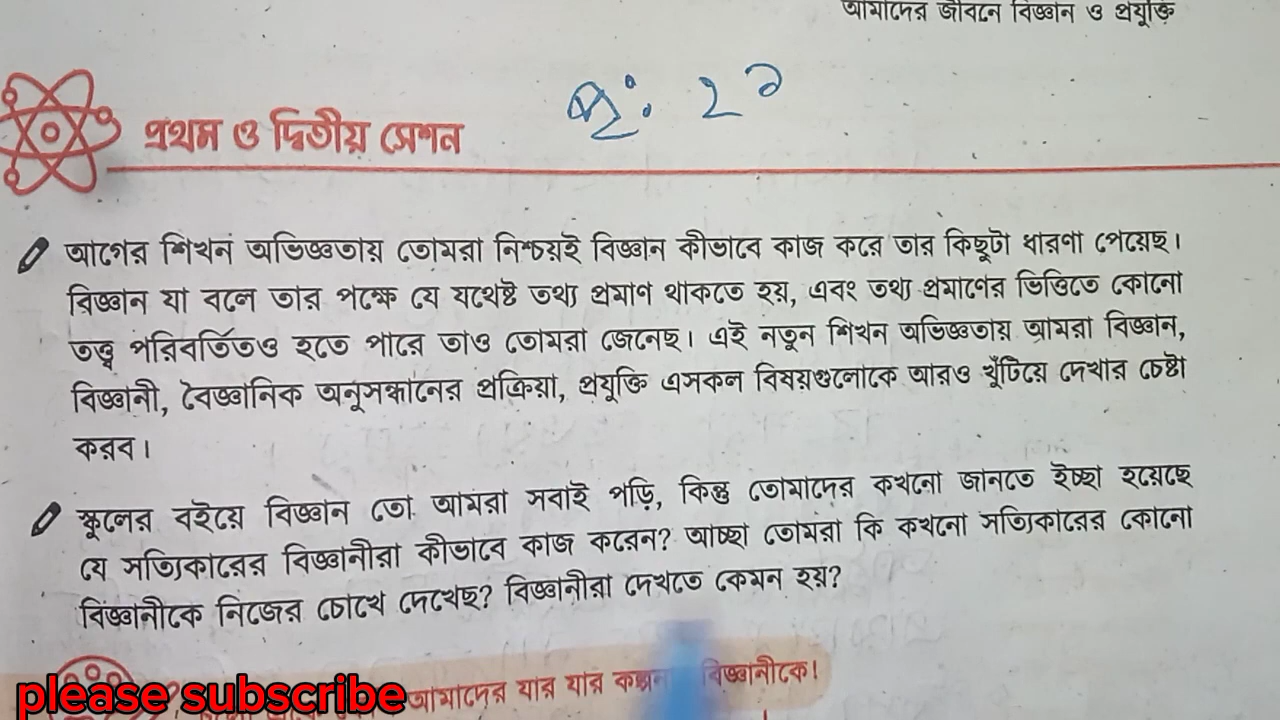 আমাদের জীবনে বিজ্ঞান ও প্রযুক্তি
পৃ: ২৯
প্রথম ও দ্বিতীয় সেশন
আগের শিখন অভিজ্ঞতায় তোমরা নিশ্চয়ই বিজ্ঞান কীভাবে কাজ করে তার কিছুটা ধারণা পেয়েছ।
বিজ্ঞান যা বলে তার পক্ষে যে যথেষ্ট তথ্য প্রমাণ থাকতে হয়, এবং তথ্য প্রমাণের ভিত্তিতে কোনো
তত্ত্ব পরিবর্তিতও হতে পারে তাও তোমরা জেনেছ। এই নতুন শিখন অভিজ্ঞতায় আমরা বিজ্ঞান,
বিজ্ঞানী, বৈজ্ঞানিক অনুসন্ধানের প্রক্রিয়া, প্রযুক্তি এসকল বিষয়গুলোকে আরও খুঁটিয়ে দেখার চেষ্টা
করব।
স্কুলের বইয়ে বিজ্ঞান তো আমরা সবাই পড়ি, কিন্তু তোমাদের কখনো জানতে ইচ্ছা হয়েছে
যে সত্যিকারের বিজ্ঞানীরা কীভাবে কাজ করেন? আচ্ছা তোমরা কি কখনো সত্যিকারের কোনো
বিজ্ঞানীকে নিজের চোখে দেখেছ? বিজ্ঞানীরা দেখতে কেমন হয়?
আমাদের যার যার বিজ্ঞানীকে!
please subscribe